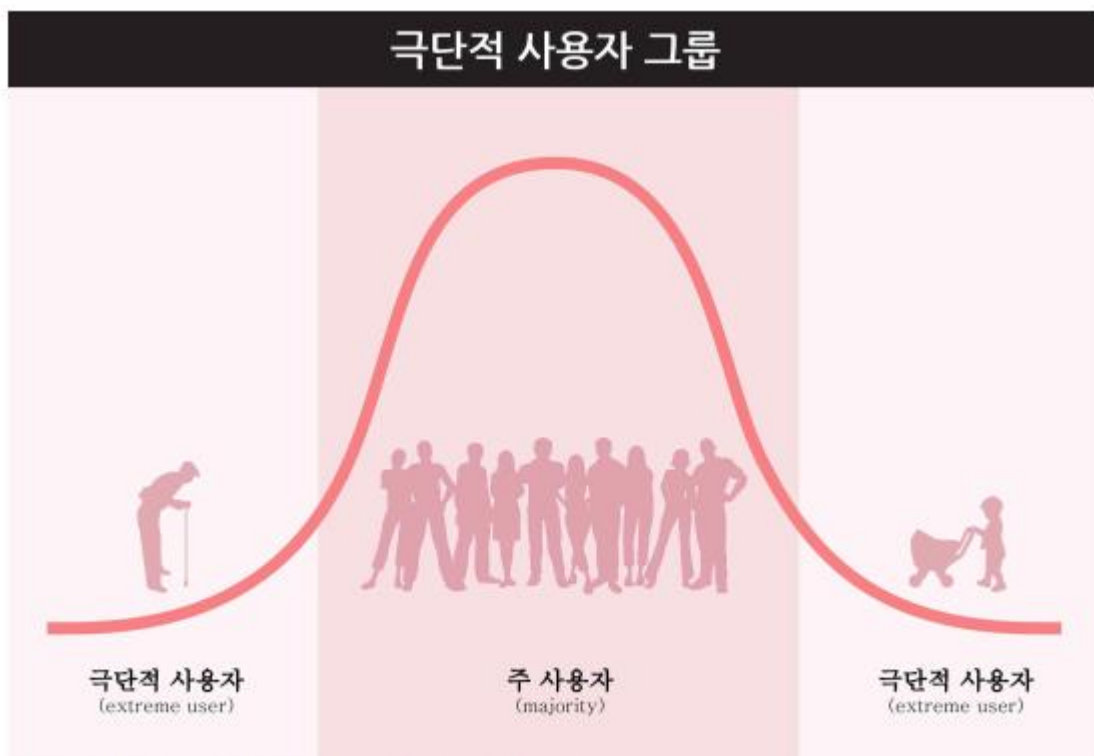 극단적 사용자 그룹
극단적 사용자
(extreme user)
주 사용자
(majority)
극단적 사용자
(extreme user)